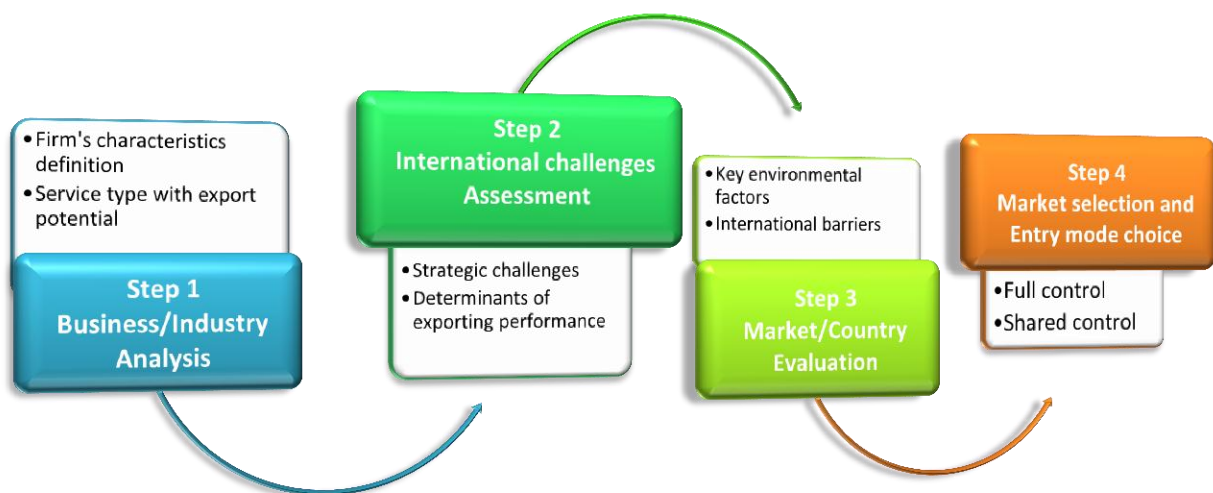 • Firm's characteristics
definition
• Service type with export
potential
Step 1
Business/Industry
Analysis
Step 2
International challenges
Assessment
• Strategic challenges
• Determinants of
exporting performance
• Key environmental
factors
• International barriers
Step 3
Market/Country
Evaluation
Step 4
Market selection and
Entry mode choice
• Full control
• Shared control